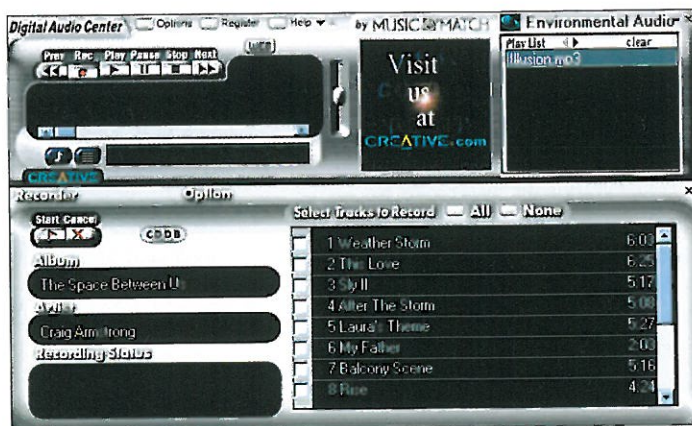 Digital Audio Center Options Register Help by MUSICMATCH Environmental Audio
WEB
Prev Rec Play Pause Stop Next
Play List clear
Illusion.mp3
Visit
us
at
CREATIVE.com
CREATIVE
Recorder Option
Start Cancel
CDDB
Select Tracks to Record All None
Album
The Space Between U
Artist
Craig Armstrong
Recording Status
1 Weather Storm 6:03
2 This Love 6:25
3 Sly II 5:17
4 After The Storm 5:08
5 Laura's Theme 5:27
6 My Father 2:03
7 Balcony Scene 5:16
8 Rise 4:24